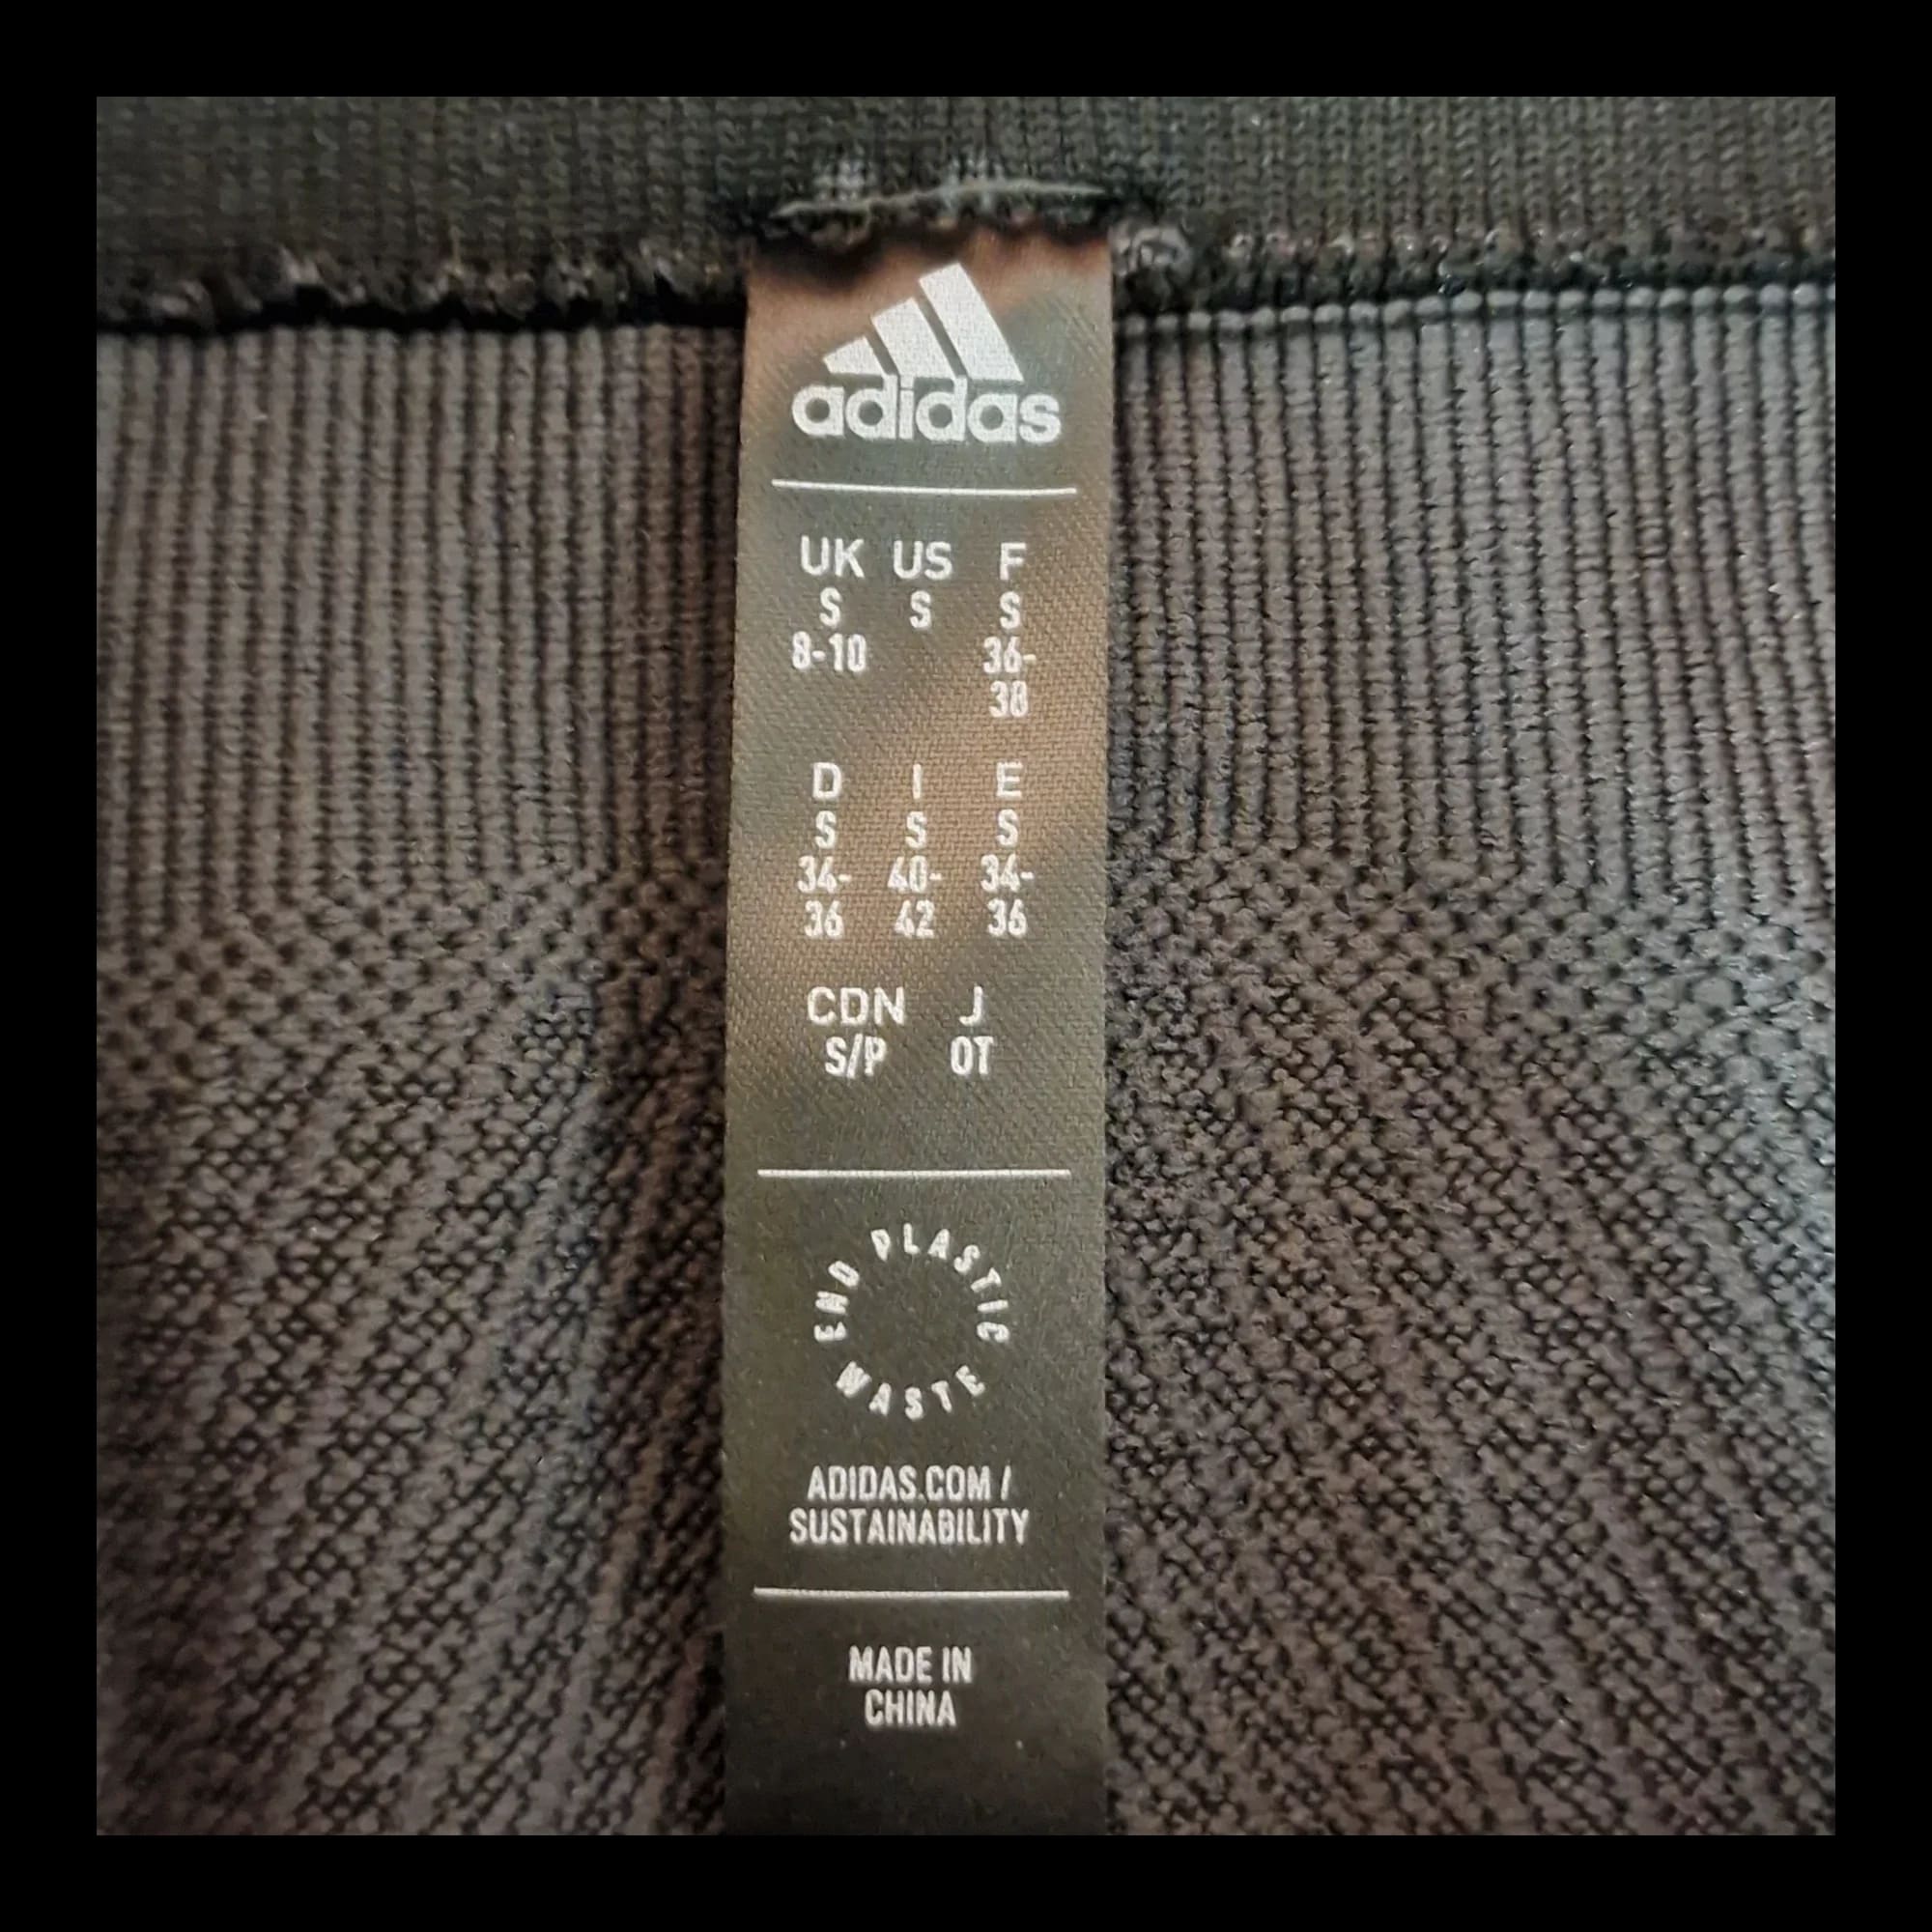 adidas
UK US F
S S S
8-10 36-
38
D I E
S S S
34- 40- 34-
36 42 36
CDN J
S/P OT
END PLASTIC WASTE
ADIDAS.COM /
SUSTAINABILITY
MADE IN
CHINA